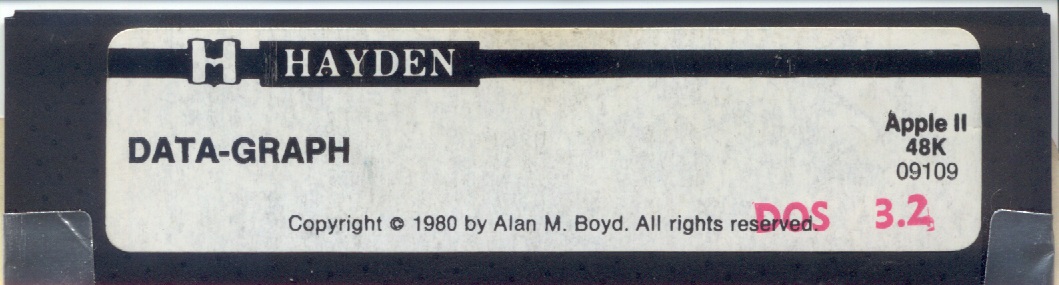 H HAYDEN
DATA-GRAPH
Apple II
48K
09109
Copyright © 1980 by Alan M. Boyd. All rights reserved.
DOS 3.2